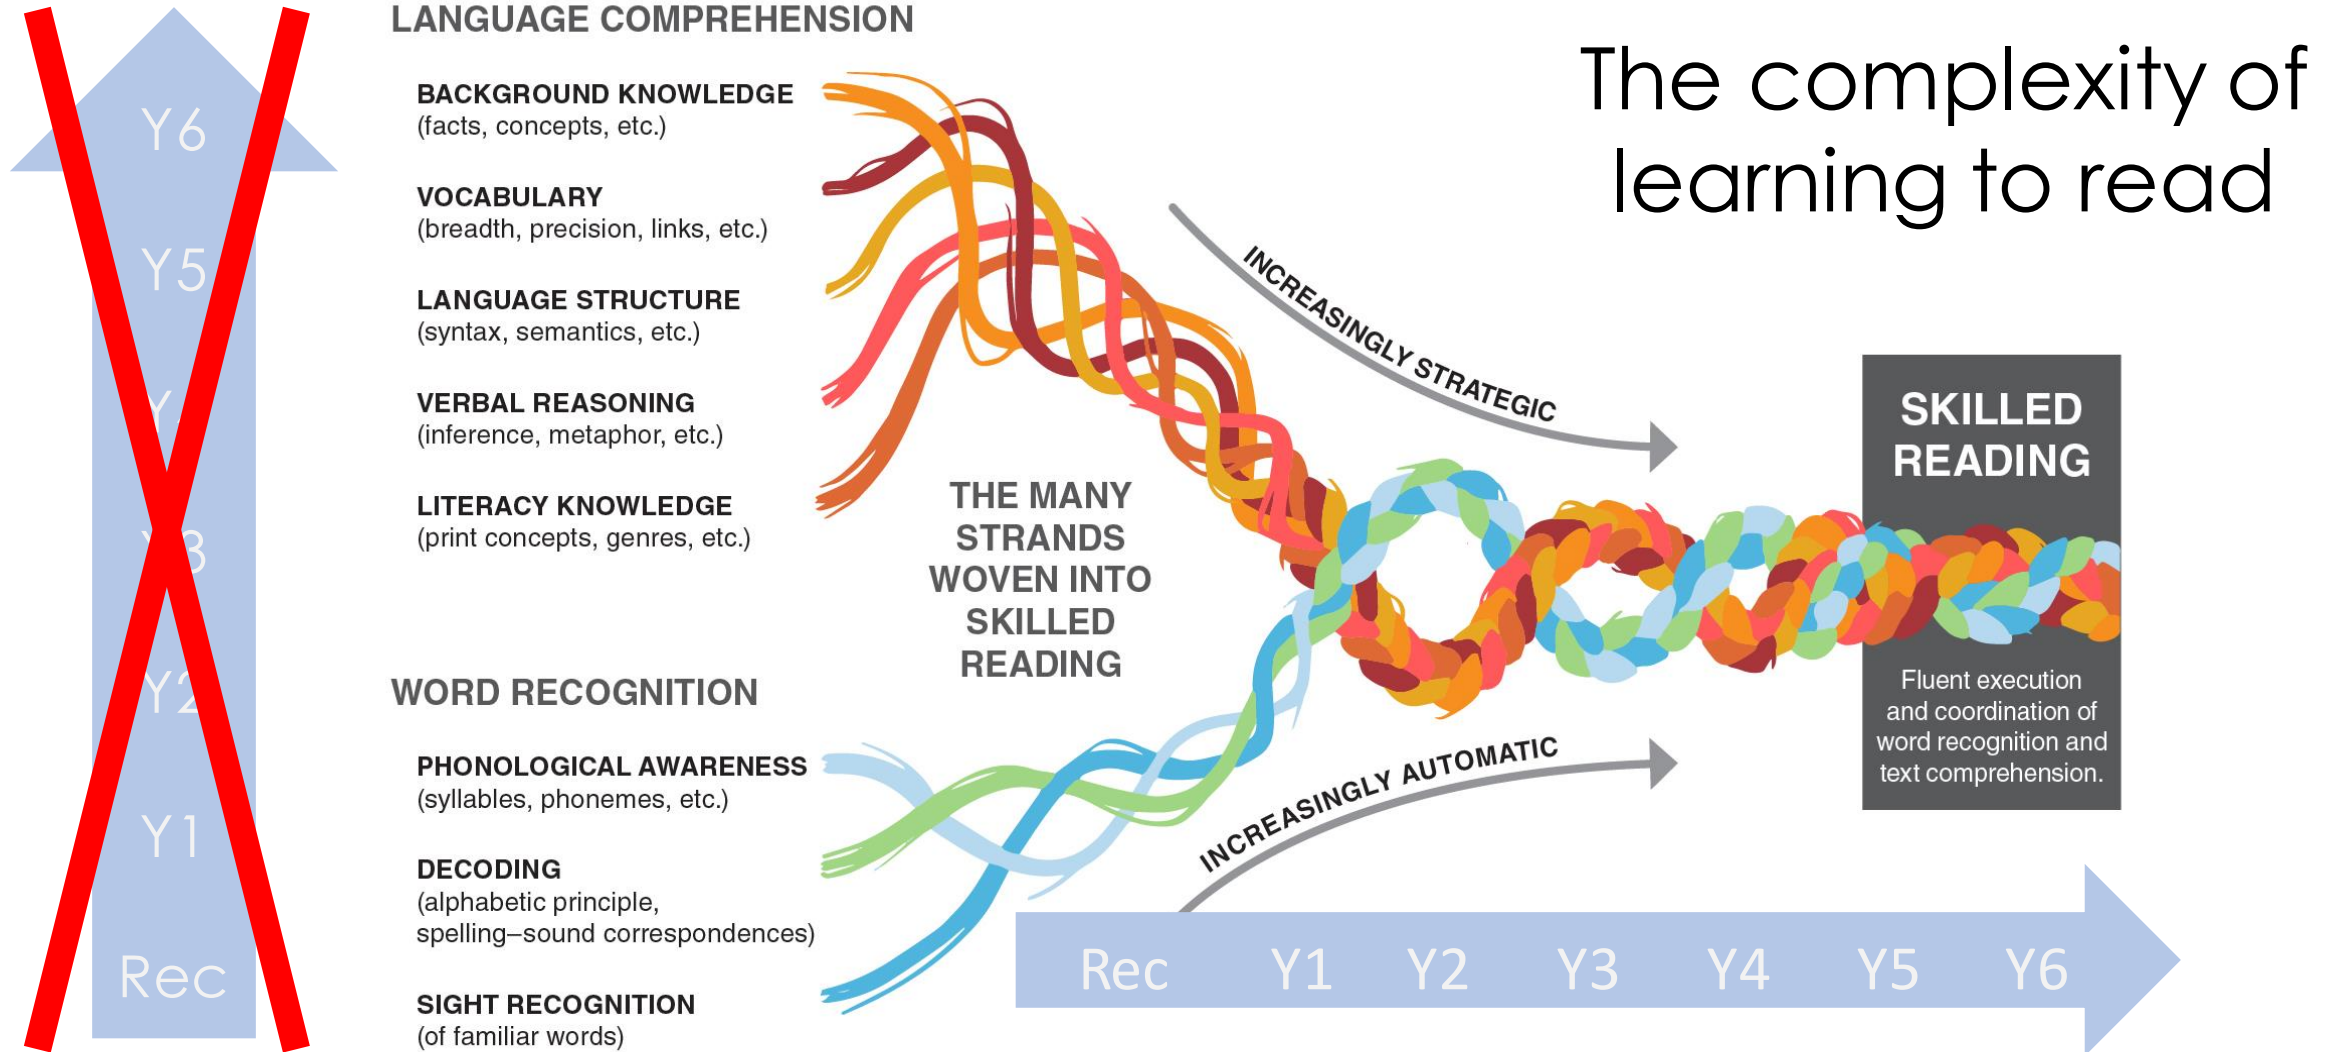 The complexity of
learning to read
Y6
Y5
Y
Y3
Y2
Y1
Rec
LANGUAGE COMPREHENSION
BACKGROUND KNOWLEDGE
(facts, concepts, etc.)
VOCABULARY
(breadth, precision, links, etc.)
LANGUAGE STRUCTURE
(syntax, semantics, etc.)
VERBAL REASONING
(inference, metaphor, etc.)
LITERACY KNOWLEDGE
(print concepts, genres, etc.)
WORD RECOGNITION
PHONOLOGICAL AWARENESS
(syllables, phonemes, etc.)
DECODING
(alphabetic principle,
spelling–sound correspondences)
SIGHT RECOGNITION
(of familiar words)
THE MANY
STRANDS
WOVEN INTO
SKILLED
READING
INCREASINGLY STRATEGIC
INCREASINGLY AUTOMATIC
SKILLED
READING
Fluent execution
and coordination of
word recognition and
text comprehension.
Rec Y1 Y2 Y3 Y4 Y5 Y6